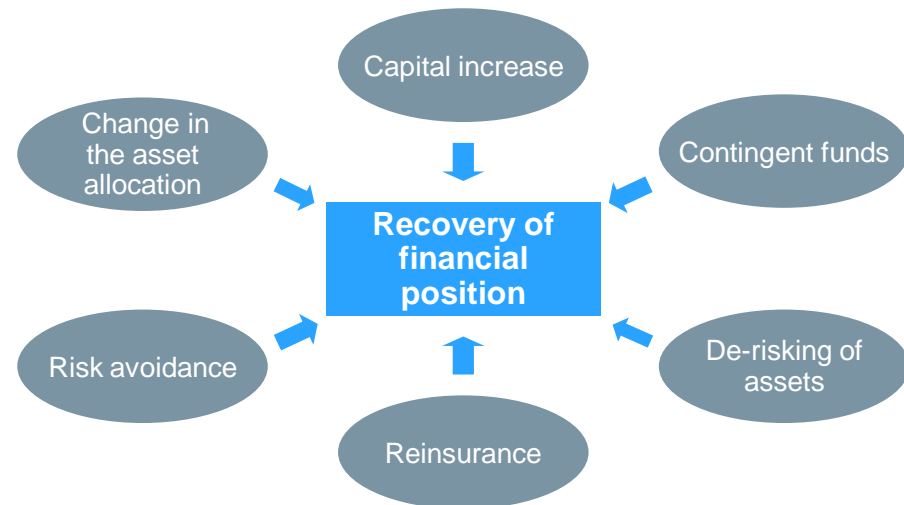 Capital increase
Change in
the asset
allocation
Contingent funds
Recovery of
financial
position
Risk avoidance
De-risking of
assets
Reinsurance